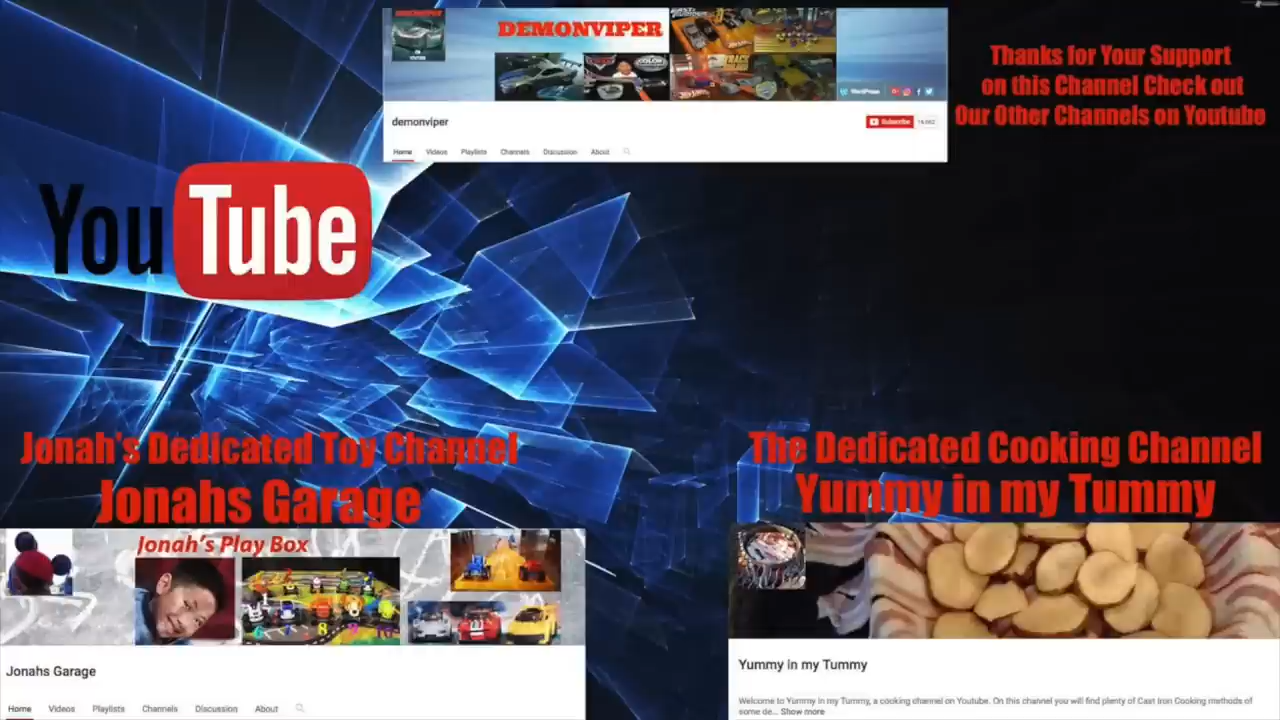 DEMONVIPER
demonviper
Subscribe
Home Videos Playlists Channels Discussion About
Thanks for Your Support
on this Channel Check out
Our Other Channels on Youtube
YouTube
Jonah's Dedicated Toy Channel
Jonahs Garage
Jonah's Play Box
Jonahs Garage
Home Videos Playlists Channels Discussion About
The Dedicated Cooking Channel
Yummy in my Tummy
Yummy in my Tummy
Welcome to Yummy in my Tummy, a cooking channel on Youtube. On this channel you will find plenty of Cast Iron Cooking methods of
some de... Show more